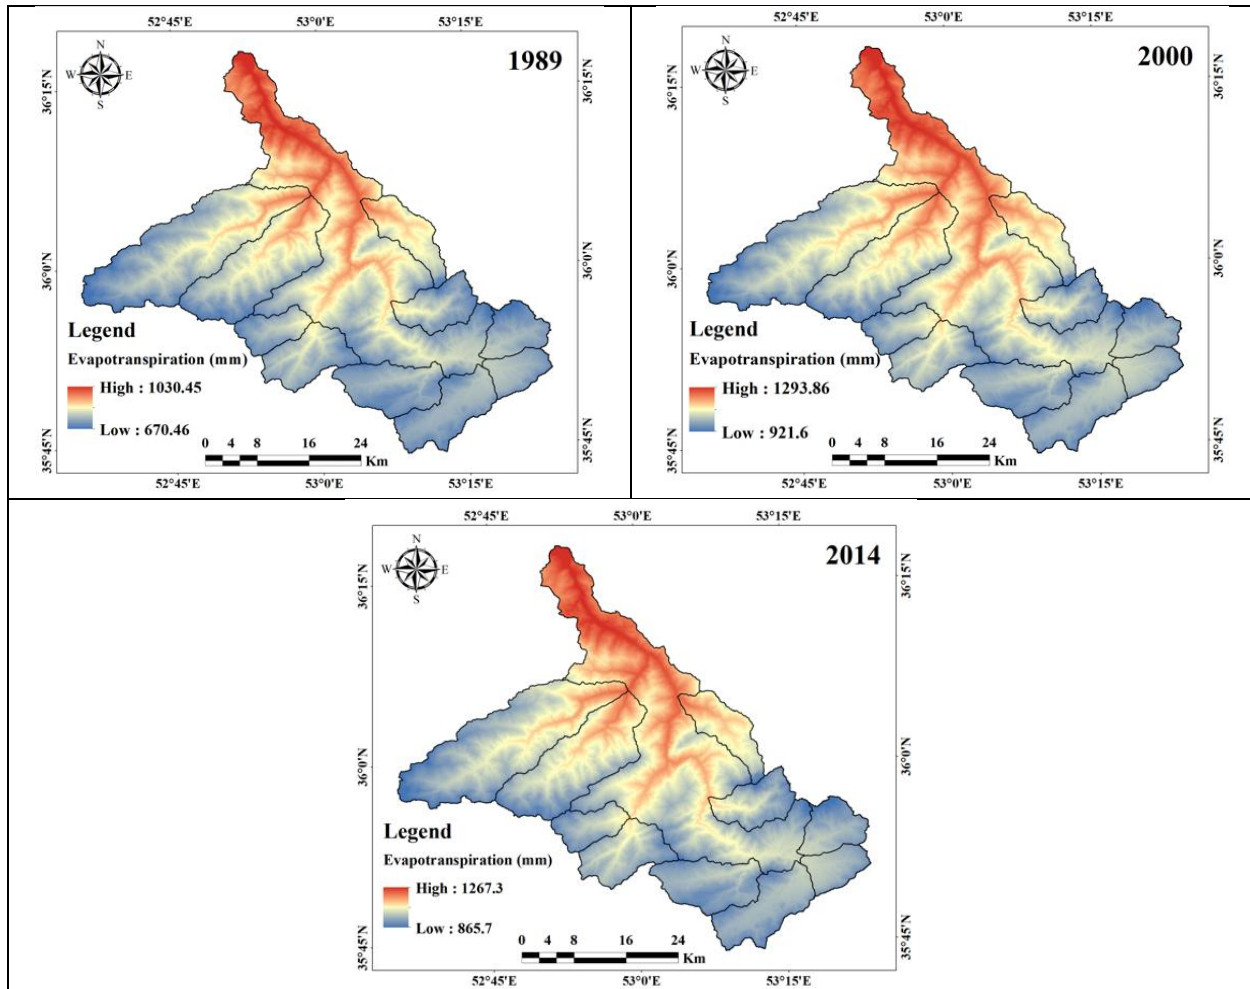 52°45'E 53°0'E 53°15'E
1989
N
W E
S
36°15'N 36°15'N
36°0'N 36°0'N
Legend
Evapotranspiration (mm)
High : 1030.45
Low : 670.46
0 4 8 16 24
Km
35°45'N 35°45'N
52°45'E 53°0'E 53°15'E
52°45'E 53°0'E 53°15'E
2000
N
W E
S
36°15'N 36°15'N
36°0'N 36°0'N
Legend
Evapotranspiration (mm)
High : 1293.86
Low : 921.6
0 4 8 16 24
Km
35°45'N 35°45'N
52°45'E 53°0'E 53°15'E
52°45'E 53°0'E 53°15'E
2014
N
W E
S
36°15'N 36°15'N
36°0'N 36°0'N
Legend
Evapotranspiration (mm)
High : 1267.3
Low : 865.7
0 4 8 16 24
Km
35°45'N 35°45'N
52°45'E 53°0'E 53°15'E